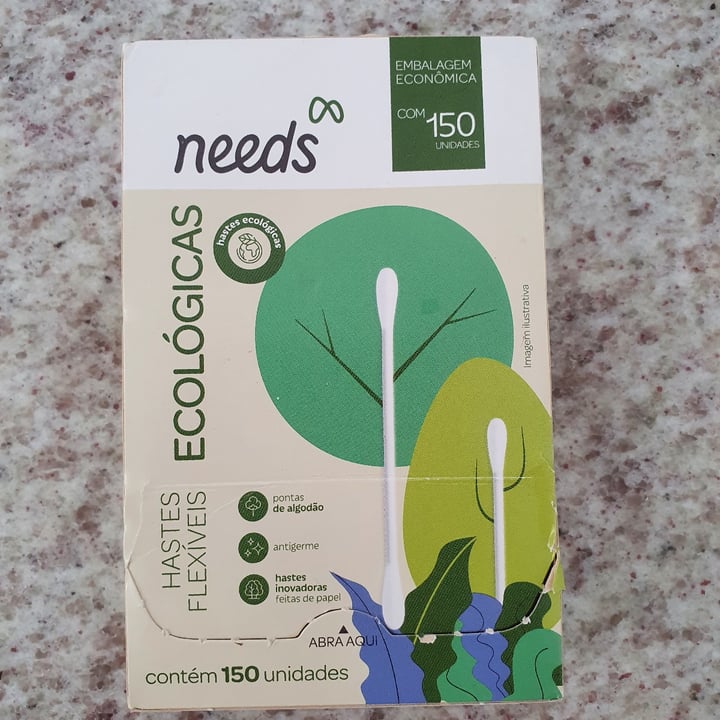 needs
EMBALAGEM
ECONÔMICA
COM 150
UNIDADES
hastes ecológicas
HASTES
FLEXÍVEIS
ECOLÓGICAS
Imagem ilustrativa
pontas
de algodão
antigerme
hastes
inovadoras
feitas de papel
ABRA AQUI
contém 150 unidades